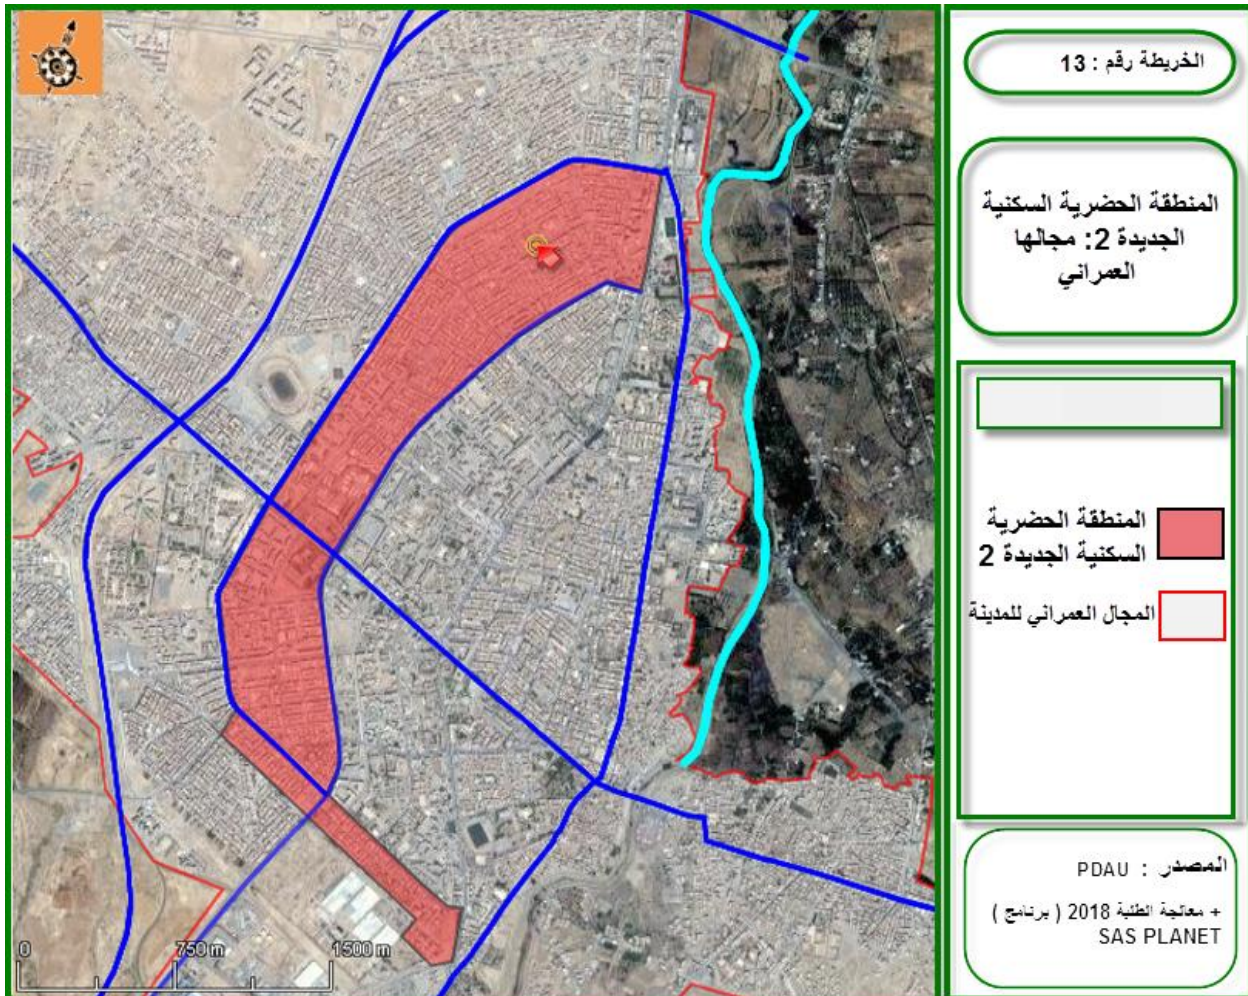 الخريطة رقم : 13
المنطقة الحضرية السكنية
الجديدة 2: مجالها
العمراني
المنطقة الحضرية
السكنية الجديدة 2
المجال العمراني للمدينة
المصدر : PDAU
+ معالجة الطلبة 2018 ( برنامج )
SAS PLANET
0 750 m 1500 m